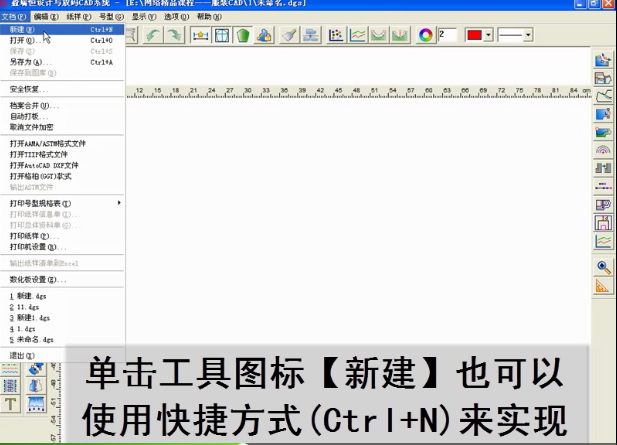 富怡设计与放码CAD系统 - [E:\网络精品课程——服装CAD\1\未命名.dgs]
文档(F) 编辑(E) 纸样(P) 号型(G) 显示(V) 选项(O) 帮助(H)
新建(N) Ctrl+N
打开(O)... Ctrl+O
保存(S) Ctrl+S
另存为(A)... Ctrl+A
保存到图库(B)
安全恢复...
档案合并(U)...
自动打板...
取消文件加密
打开AAMA/ASTM格式文件
打开TIIP格式文件
打开AutoCAD DXF文件
打开格柏(GGT)款式
输出ASTM文件
打印号型规格表(T)
打印纸样信息单(I)...
打印总体资料单(G)...
打印纸样(P)...
打印机设置(R)...
输出纸样清单到Excel
数化板设置(E)...
1 新建.dgs
2 11.dgs
3 新建1.dgs
4 1.dgs
5 未命名.dgs
退出(X)
2
12 15 18 21 24 27 30 33 36 39 42 45 48 51 54 57 60 63 66 69 72 75 78 81 84 cm
T
单击工具图标【新建】也可以
使用快捷方式(Ctrl+N)来实现